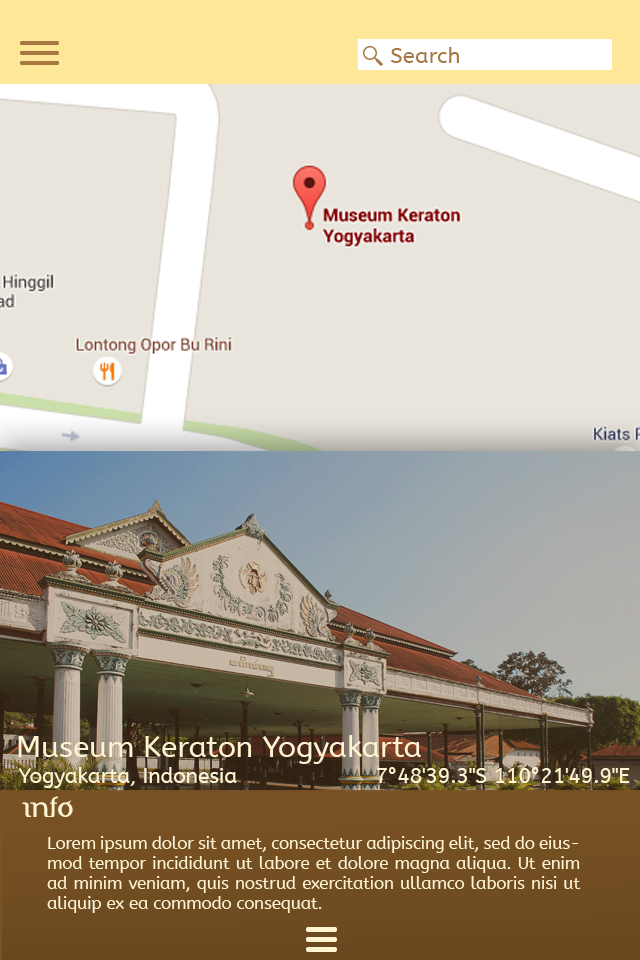 Search
Museum Keraton
Yogyakarta
Hinggil
ad
Lontong Opor Bu Rini
Kiats
Museum Keraton Yogyakarta
Yogyakarta, Indonesia 7°48'39.3"S 110°21'49.9"E
info
Lorem ipsum dolor sit amet, consectetur adipiscing elit, sed do eius-
mod tempor incididunt ut labore et dolore magna aliqua. Ut enim
ad minim veniam, quis nostrud exercitation ullamco laboris nisi ut
aliquip ex ea commodo consequat.